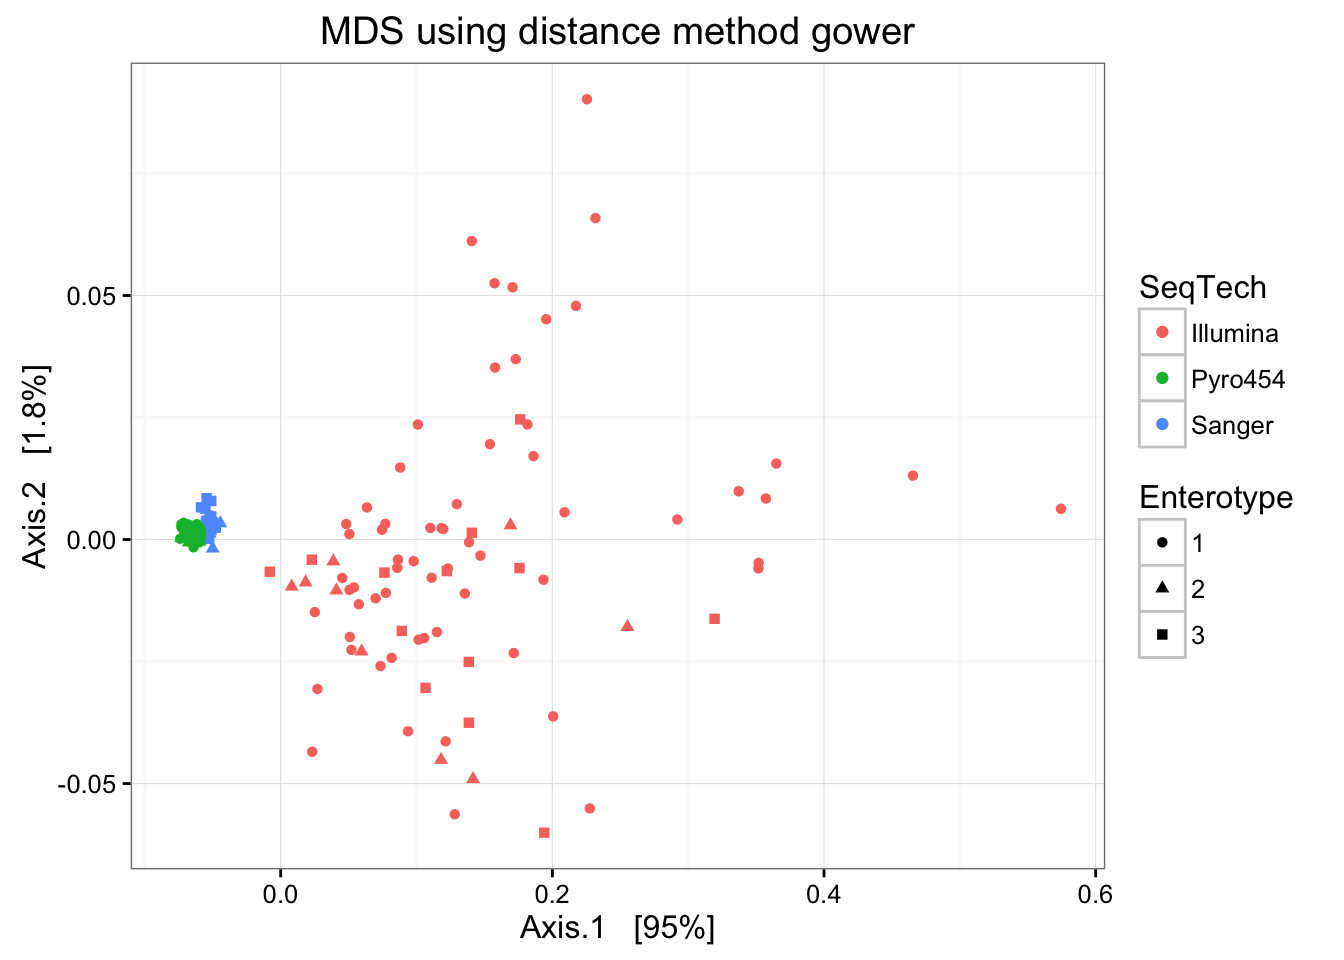 MDS using distance method gower
Axis.2 [1.8%]
0.05
0.00
-0.05
0.0
0.2
0.4
0.6
Axis.1 [95%]
SeqTech
Illumina
Pyro454
Sanger
Enterotype
1
2
3